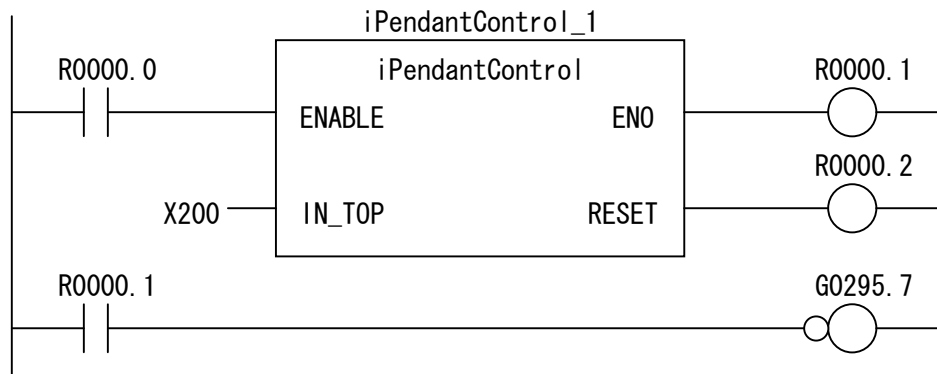 iPendantControl_1
R0000.0
iPendantControl
R0000.1
ENABLE
ENO
R0000.2
X200
IN_TOP
RESET
R0000.1
G0295.7